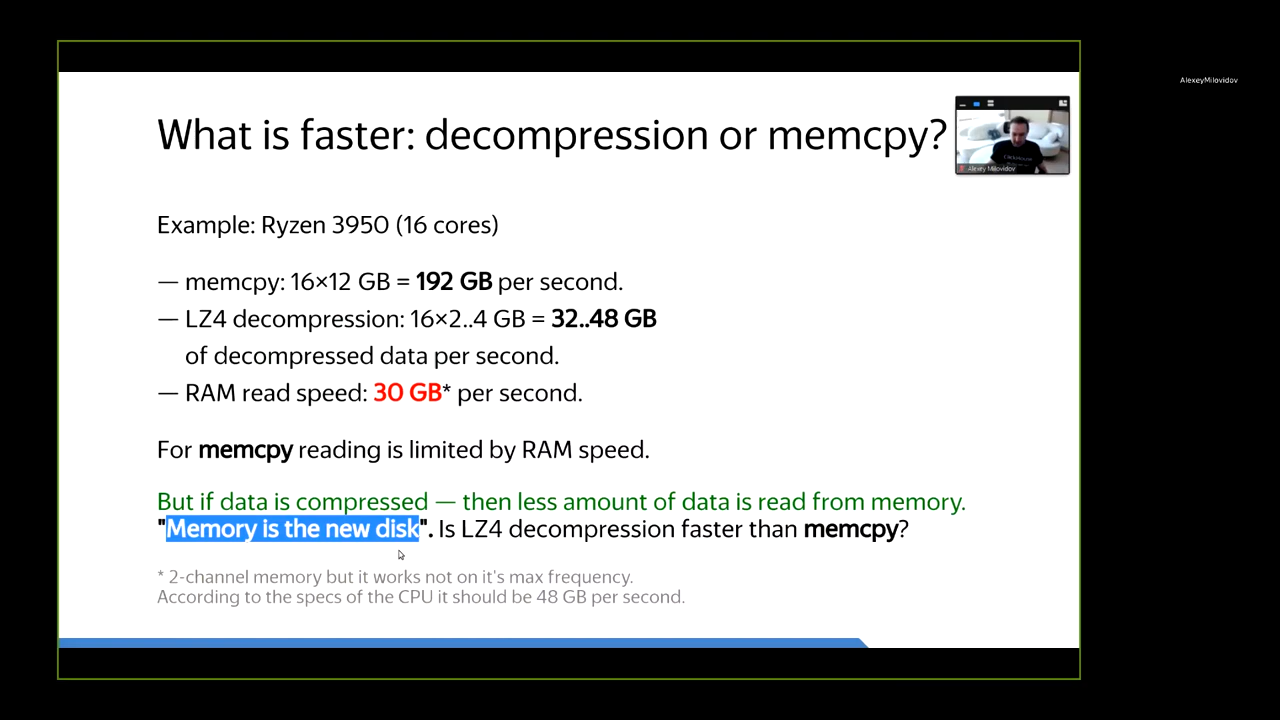 What is faster: decompression or memcpy?
AlexeyMilovidov
Alexey Milovidov
Example: Ryzen 3950 (16 cores)
— memcpy: 16×12 GB = 192 GB per second.
— LZ4 decompression: 16×2..4 GB = 32..48 GB
of decompressed data per second.
— RAM read speed: 30 GB* per second.
For memcpy reading is limited by RAM speed.
But if data is compressed — then less amount of data is read from memory.
"Memory is the new disk". Is LZ4 decompression faster than memcpy?
* 2-channel memory but it works not on it's max frequency.
According to the specs of the CPU it should be 48 GB per second.